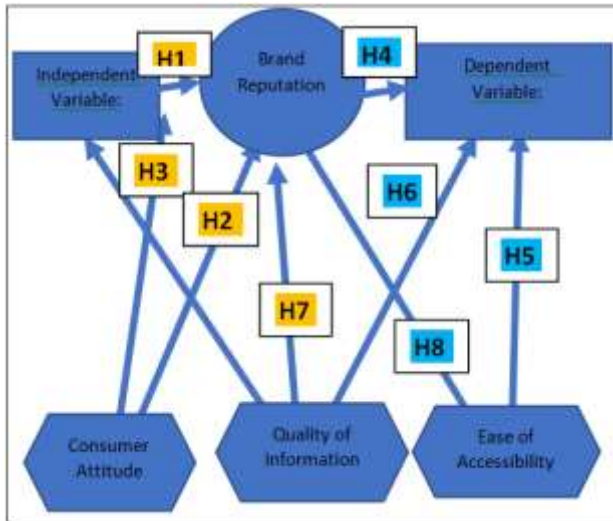 H1
Independent
Variable:
Brand
Reputation
H4
Dependent
Variable:
H3
H2
H6
H5
H7
H8
Consumer
Attitude
Quality of
Information
Ease of
Accessibility